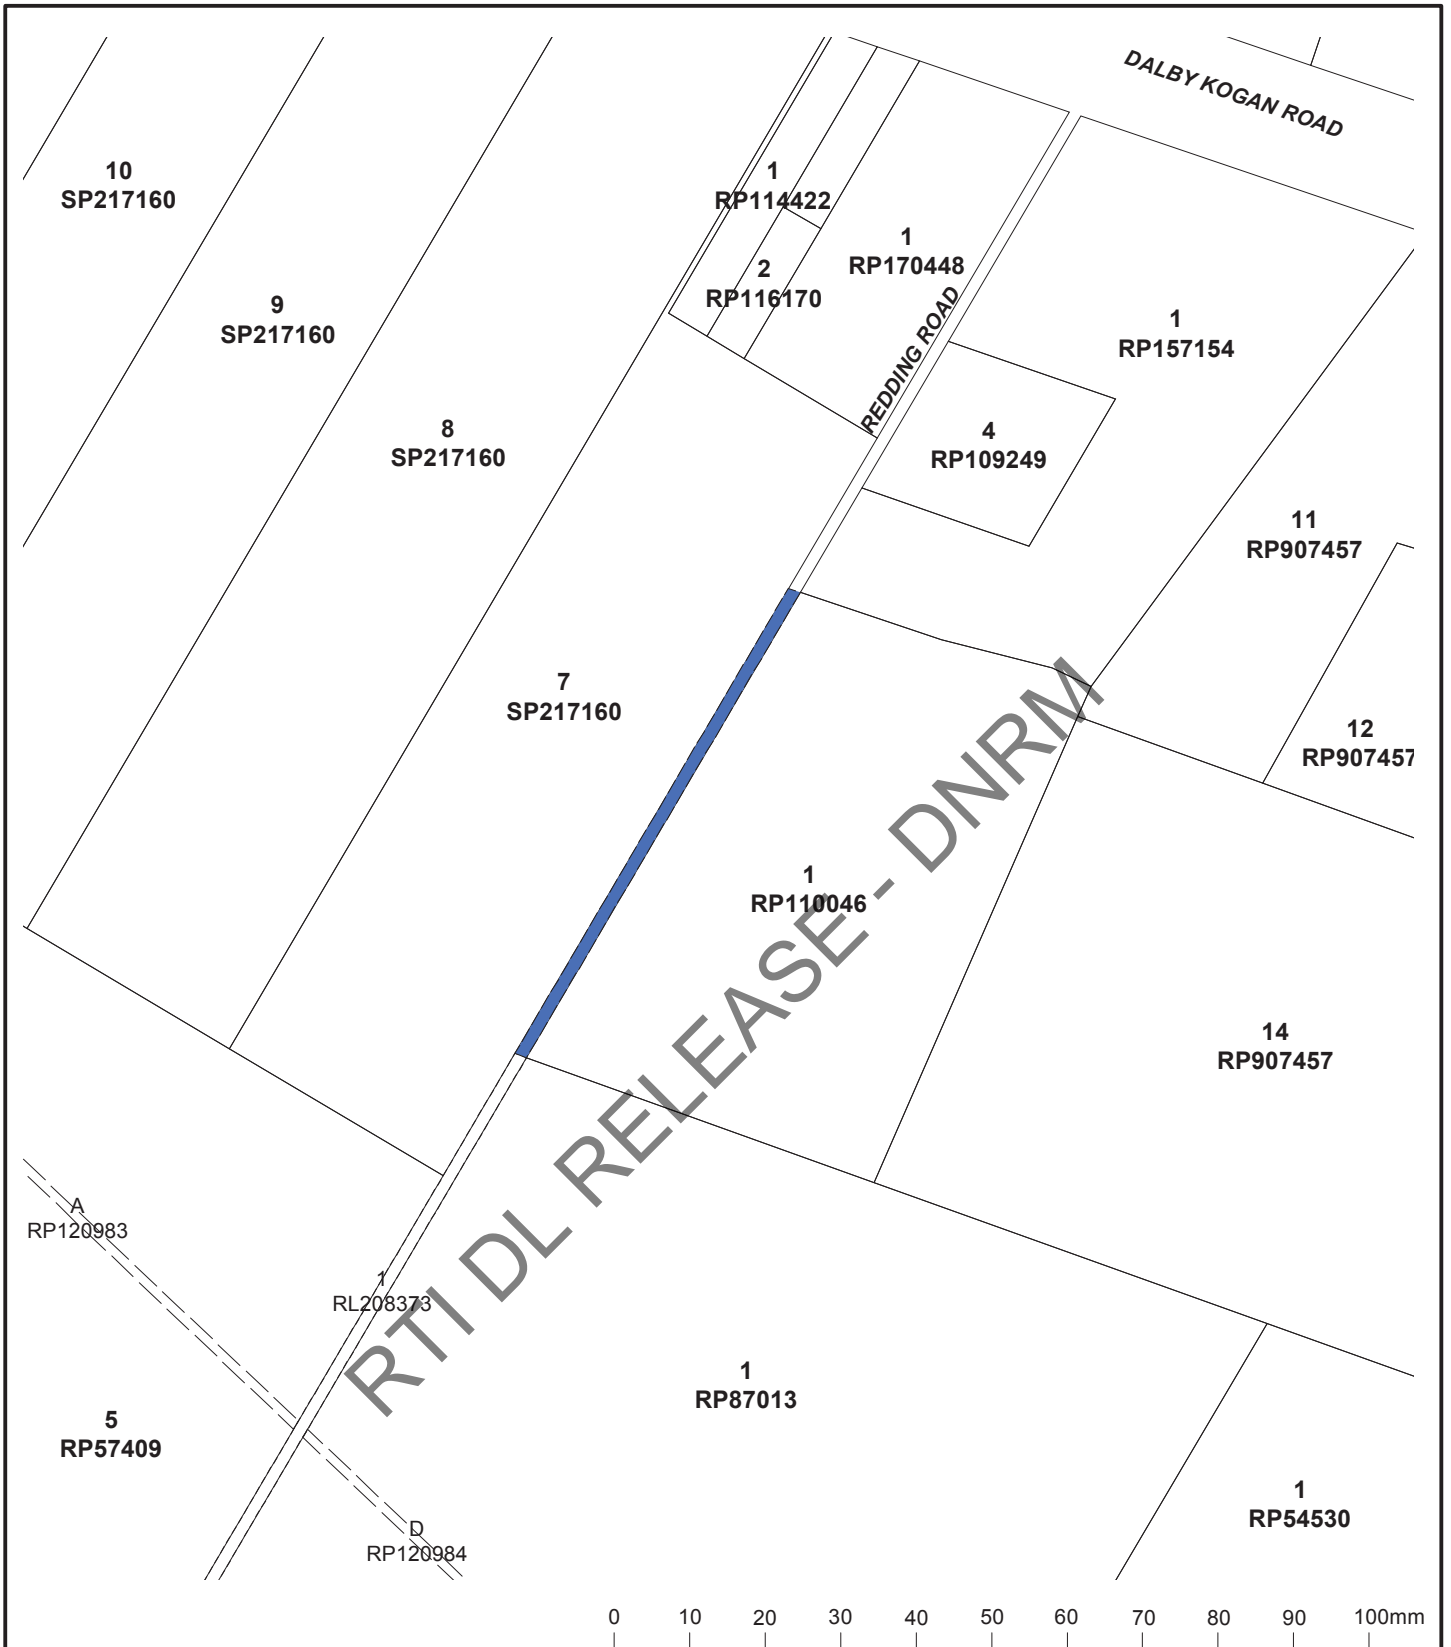 DALBY KOGAN ROAD
10
SP217160
1
RP114422
1
RP170448
2
RP116170
9
SP217160
REDDING ROAD
1
RP157154
8
SP217160
4
RP109249
11
RP907457
7
SP217160
12
RP907457
1
RP110046
RTI DL RELEASE - DNRM
14
RP907457
A
RP120983
1
RL208373
1
RP87013
5
RP57409
1
RP54530
D
RP120984
0 10 20 30 40 50 60 70 80 90 100mm